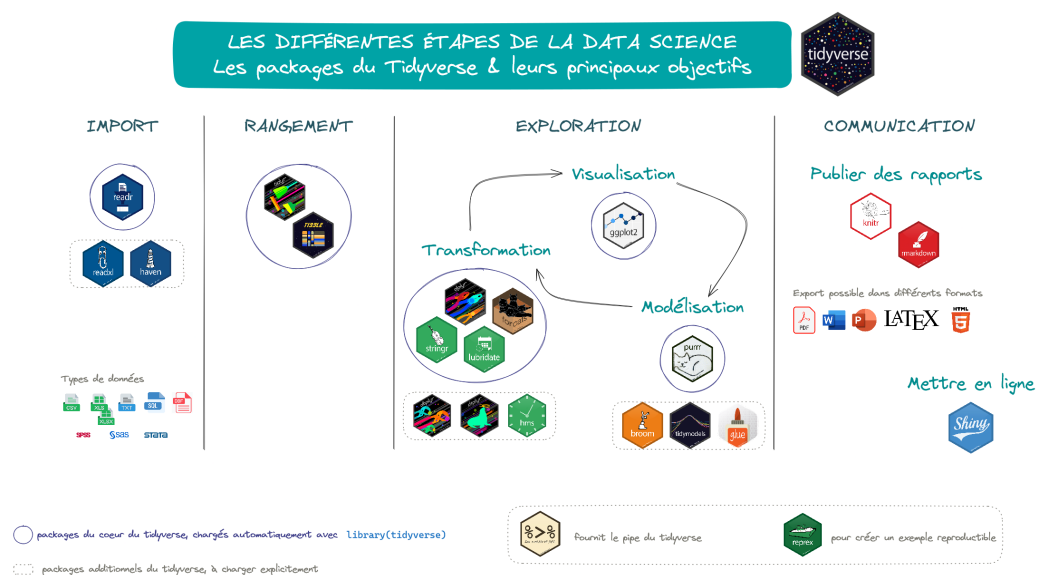 LES DIFFÉRENTES ÉTAPES DE LA DATA SCIENCE
Les packages du Tidyverse & leurs principaux objectifs
tidyverse
IMPORT
RANGEMENT
EXPLORATION
COMMUNICATION
readr
readxl
haven
Types de données
CSV
XLS
TXT
SQL
XLSX
SPSS
sas
STATA
TIBBLE
Visualisation
ggplot2
Transformation
stringr
lubridate
hms
Modélisation
purrr
broom
tidymodels
glue
Publier des rapports
knitr
rmarkdown
Export possible dans différents formats
PDF
W
P
LATEX
HTML
5
Mettre en ligne
Shiny
packages du coeur du tidyverse, chargés automatiquement avec library(tidyverse)
packages additionnels du tidyverse, à charger explicitement
%>%
fournit le pipe du tidyverse
reprex
pour créer un exemple reproductible